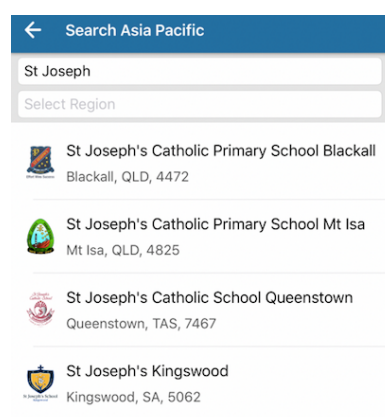 Search Asia Pacific
St Joseph
Select Region
St Joseph's Catholic Primary School Blackall
Blackall, QLD, 4472
St Joseph's Catholic Primary School Mt Isa
Mt Isa, QLD, 4825
St Joseph's Catholic School Queenstown
Queenstown, TAS, 7467
St Joseph's Kingswood
Kingswood, SA, 5062